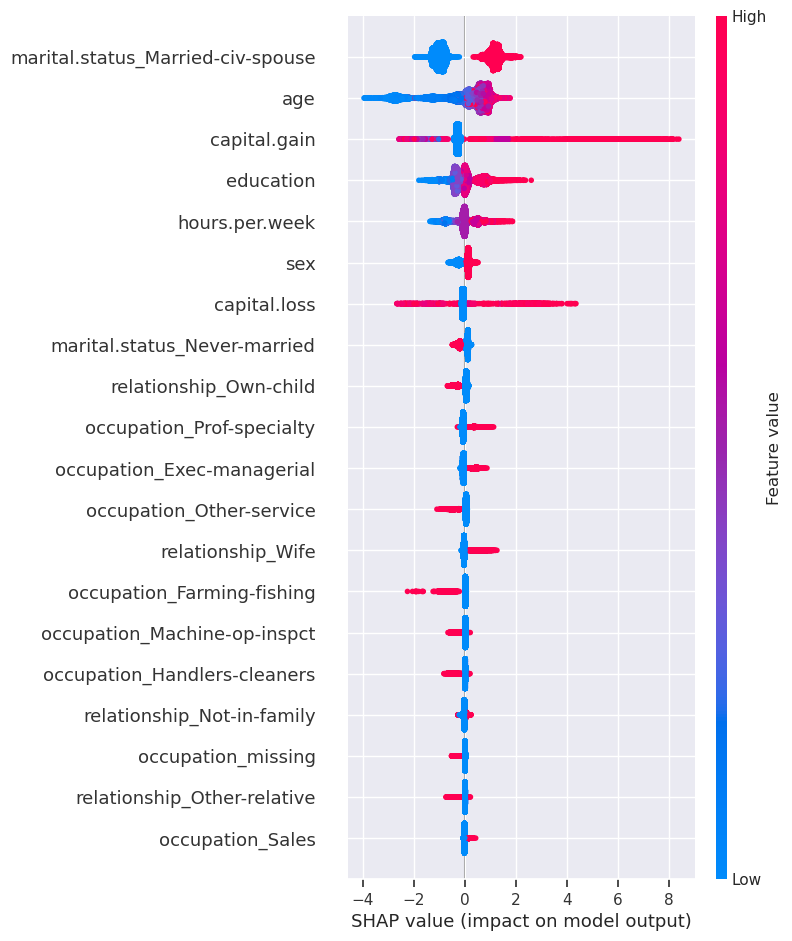 High
marital.status_Married-civ-spouse
age
capital.gain
education
hours.per.week
sex
capital.loss
marital.status_Never-married
relationship_Own-child
occupation_Prof-specialty
occupation_Exec-managerial
occupation_Other-service
relationship_Wife
occupation_Farming-fishing
occupation_Machine-op-inspct
occupation_Handlers-cleaners
relationship_Not-in-family
occupation_missing
relationship_Other-relative
occupation_Sales
Feature value
Low
−4 −2 0 2 4 6 8
SHAP value (impact on model output)